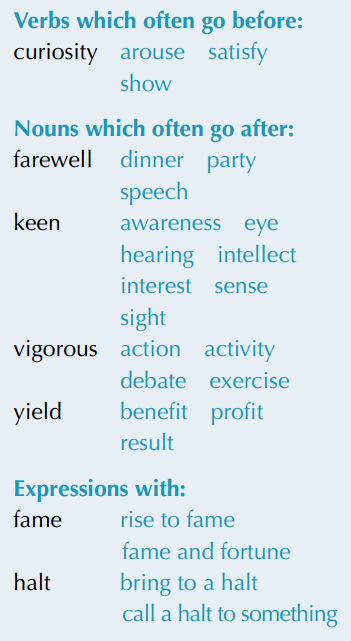 Verbs which often go before:
curiosity arouse satisfy
show
Nouns which often go after:
farewell dinner party
speech
keen awareness eye
hearing intellect
interest sense
sight
vigorous action activity
debate exercise
yield benefit profit
result
Expressions with:
fame rise to fame
fame and fortune
halt bring to a halt
call a halt to something